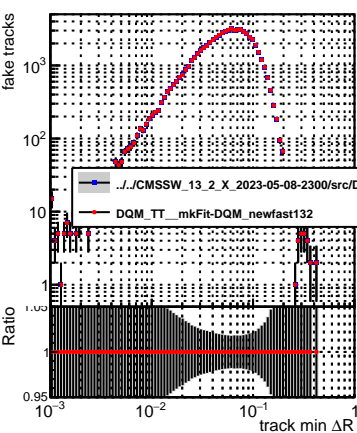 fake tracks
10³
10²
10
1
../../CMSSW_13_2_X_2023-05-08-2300/src/D
DQM_TT__mkFit-DQM_newfast132
Ratio
1.05
1
0.95
10⁻³ 10⁻² 10⁻¹ 1
track min ΔR